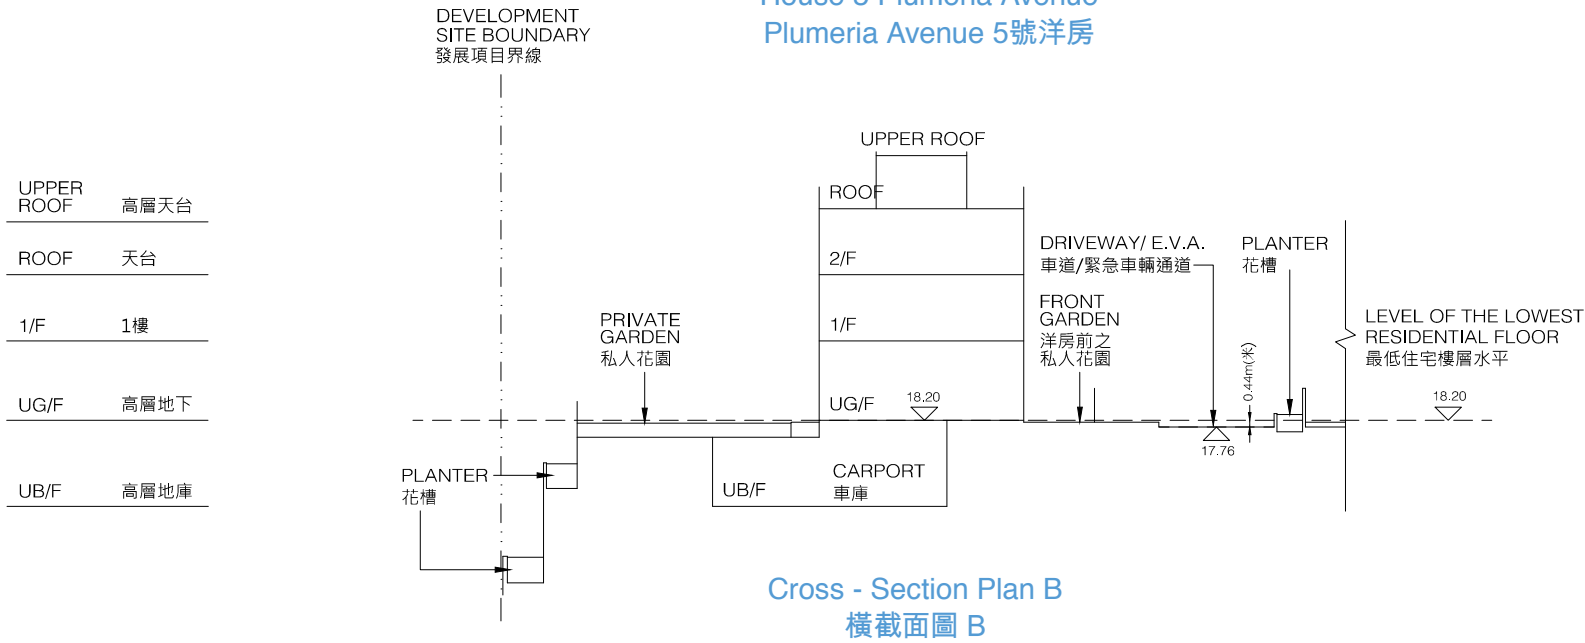 House 5 Plumeria Avenue
Plumeria Avenue 5號洋房
DEVELOPMENT
SITE BOUNDARY
發展項目界線
UPPER ROOF
UPPER
ROOF 高層天台
ROOF
ROOF 天台
2/F
DRIVEWAY/ E.V.A.
車道/緊急車輛通道
PLANTER
花槽
1/F 1樓
PRIVATE
GARDEN
私人花園
1/F
FRONT
GARDEN
洋房前之
私人花園
0.44m(米)
LEVEL OF THE LOWEST
RESIDENTIAL FLOOR
最低住宅樓層水平
UG/F 高層地下
UG/F
18.20
18.20
17.76
UB/F 高層地庫
PLANTER
花槽
UB/F
CARPORT
車庫
Cross - Section Plan B
橫截面圖 B